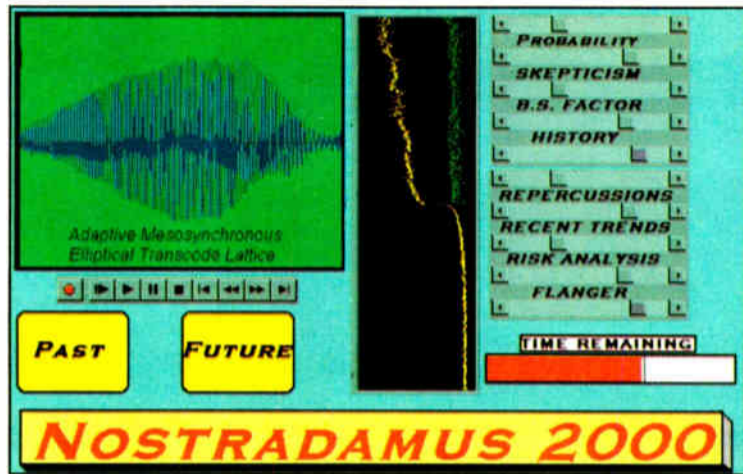 PROBABILITY
SKEPTICISM
B.S. FACTOR
HISTORY
REPERCUSSIONS
RECENT TRENDS
RISK ANALYSIS
FLANGER
Adaptive Mesosynchronous
Elliptical Transcode Lattice
PAST
FUTURE
TIME REMAINING
NOSTRADAMUS 2000